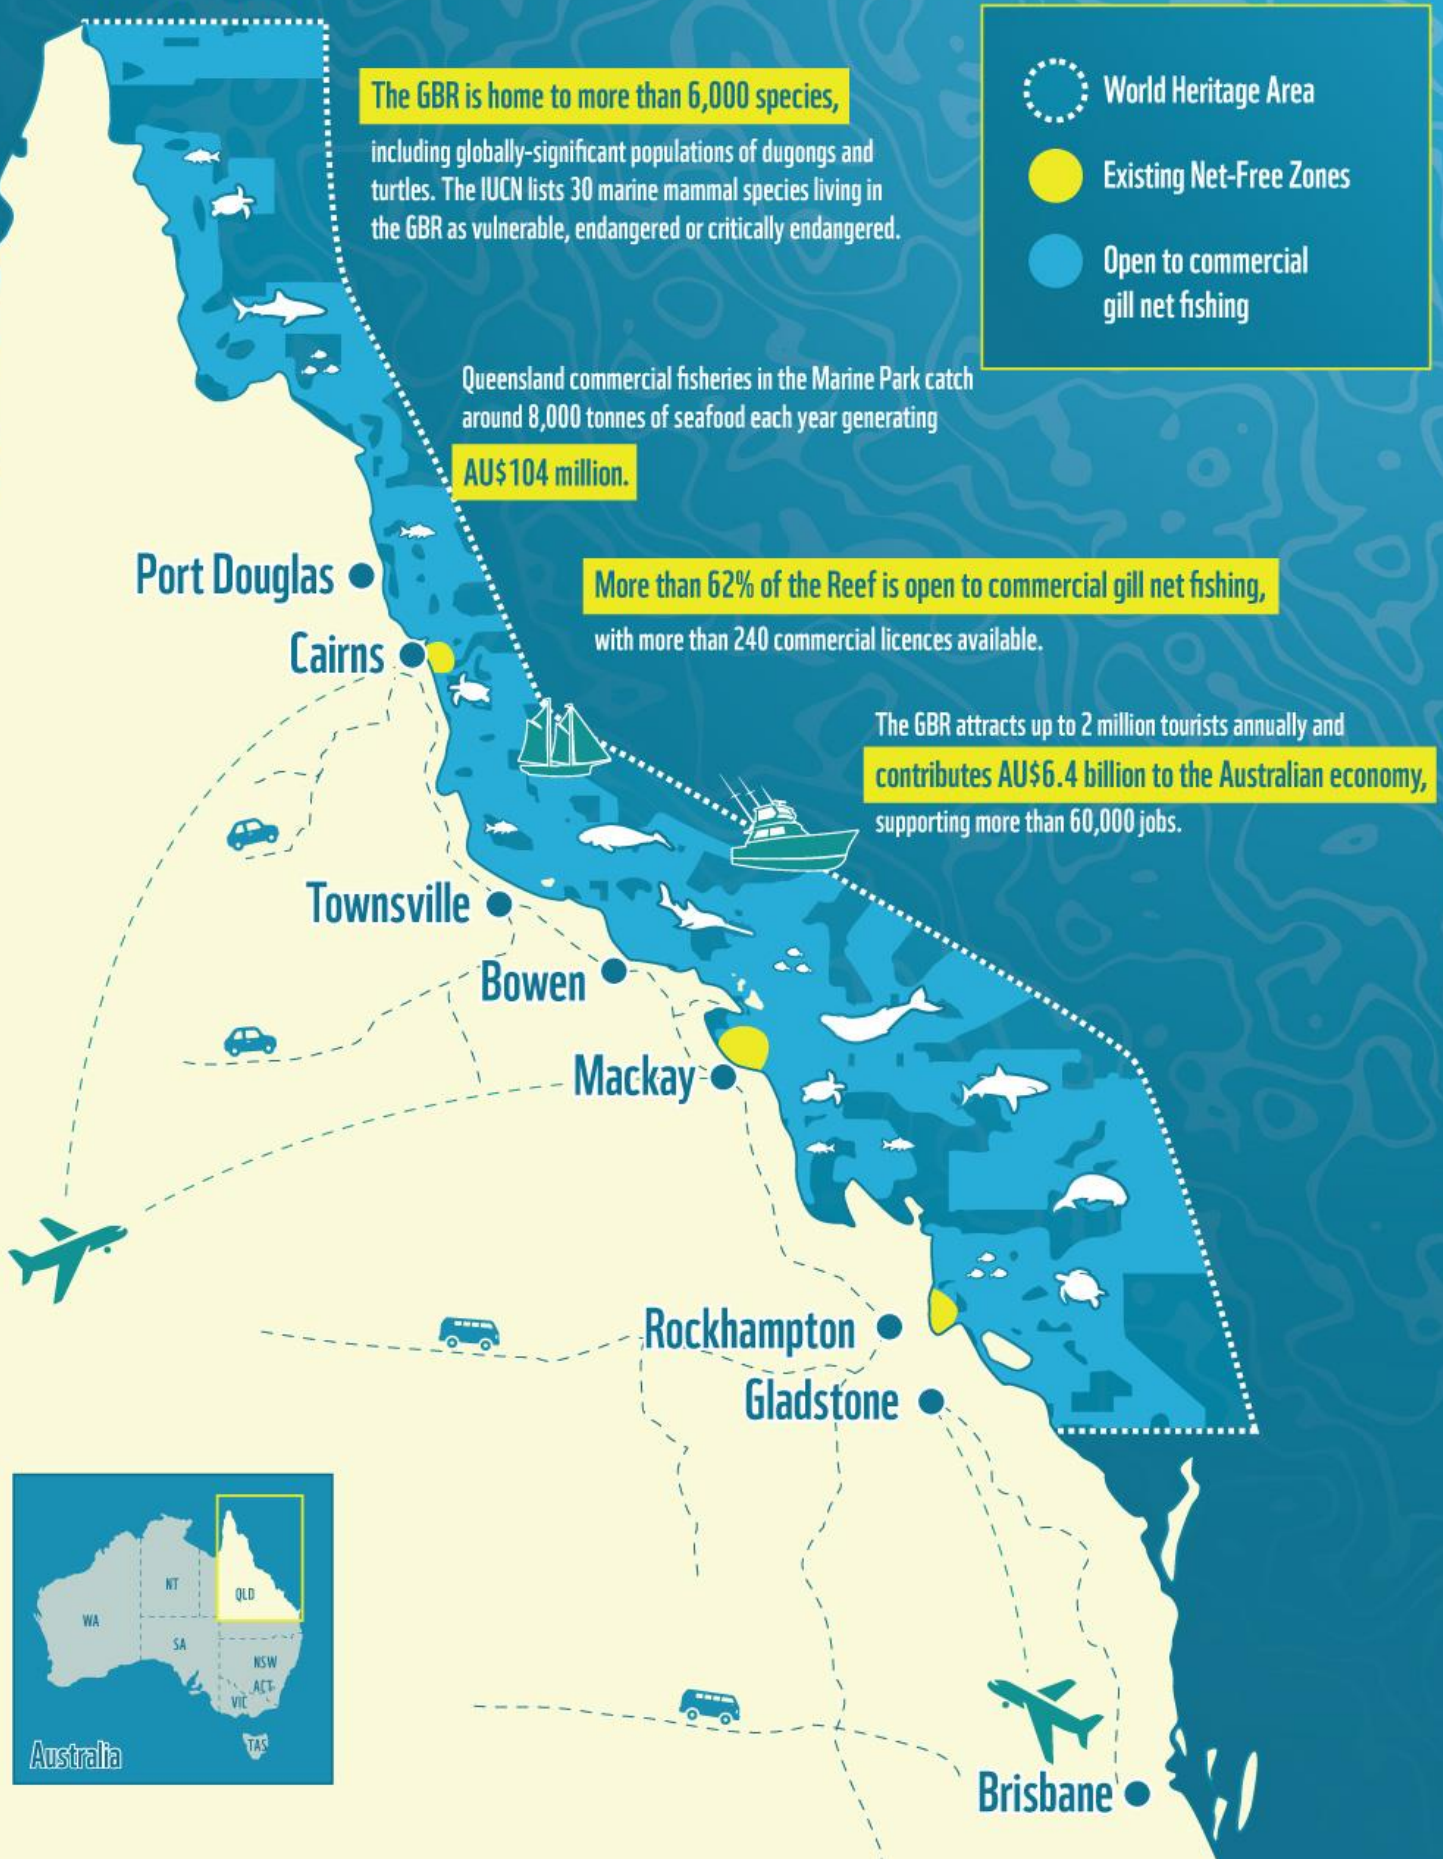 The GBR is home to more than 6,000 species,
including globally-significant populations of dugongs and
turtles. The IUCN lists 30 marine mammal species living in
the GBR as vulnerable, endangered or critically endangered.
World Heritage Area
Existing Net-Free Zones
Open to commercial
gill net fishing
Queensland commercial fisheries in the Marine Park catch
around 8,000 tonnes of seafood each year generating
AU$104 million.
Port Douglas
More than 62% of the Reef is open to commercial gill net fishing,
with more than 240 commercial licences available.
Cairns
The GBR attracts up to 2 million tourists annually and
contributes AU$6.4 billion to the Australian economy,
supporting more than 60,000 jobs.
Townsville
Bowen
Mackay
Rockhampton
Gladstone
NT
QLD
WA
SA
NSW
ACT
VIC
TAS
Australia
Brisbane